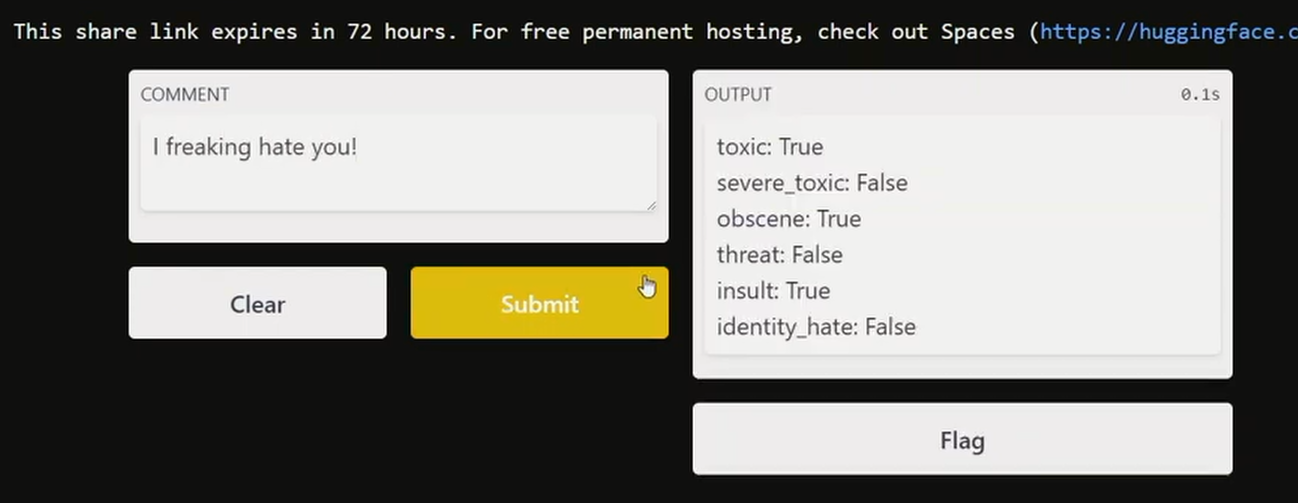 This share link expires in 72 hours. For free permanent hosting, check out Spaces (https://huggingface.c
COMMENT
I freaking hate you!
Clear
Submit
OUTPUT
0.1s
toxic: True
severe_toxic: False
obscene: True
threat: False
insult: True
identity_hate: False
Flag